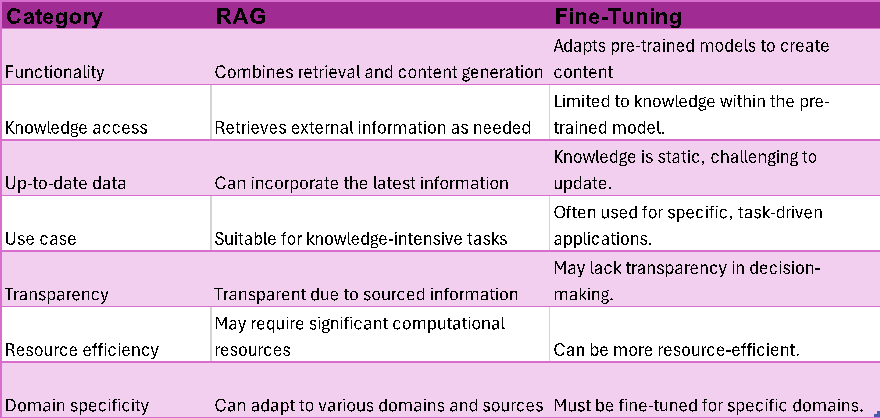 Category RAG Fine-Tuning
Adapts pre-trained models to create
Functionality Combines retrieval and content generation content
Limited to knowledge within the pre-
Knowledge access Retrieves external information as needed trained model.
Knowledge is static, challenging to
Up-to-date data Can incorporate the latest information update.
Often used for specific, task-driven
Use case Suitable for knowledge-intensive tasks applications.
May lack transparency in decision-
Transparency Transparent due to sourced information making.
May require significant computational
Resource efficiency resources Can be more resource-efficient.
Domain specificity Can adapt to various domains and sources Must be fine-tuned for specific domains.